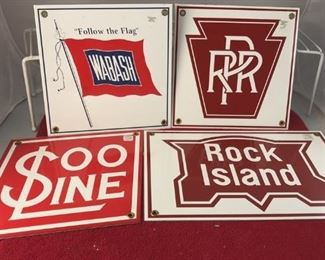 "Follow the Flag"
WABASH
PRR
SOO
LINE
Rock
Island